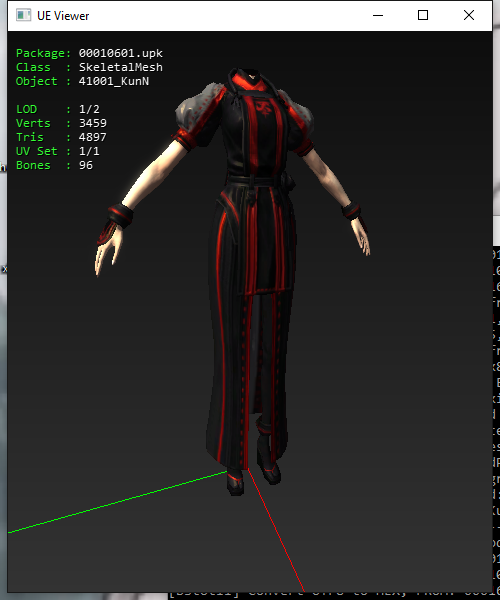 UE Viewer
Package: 00010601.upk
Class : SkeletalMesh
Object : 41001_KunN
LOD : 1/2
Verts : 3459
Tris : 4897
UV Set : 1/1
Bones : 96